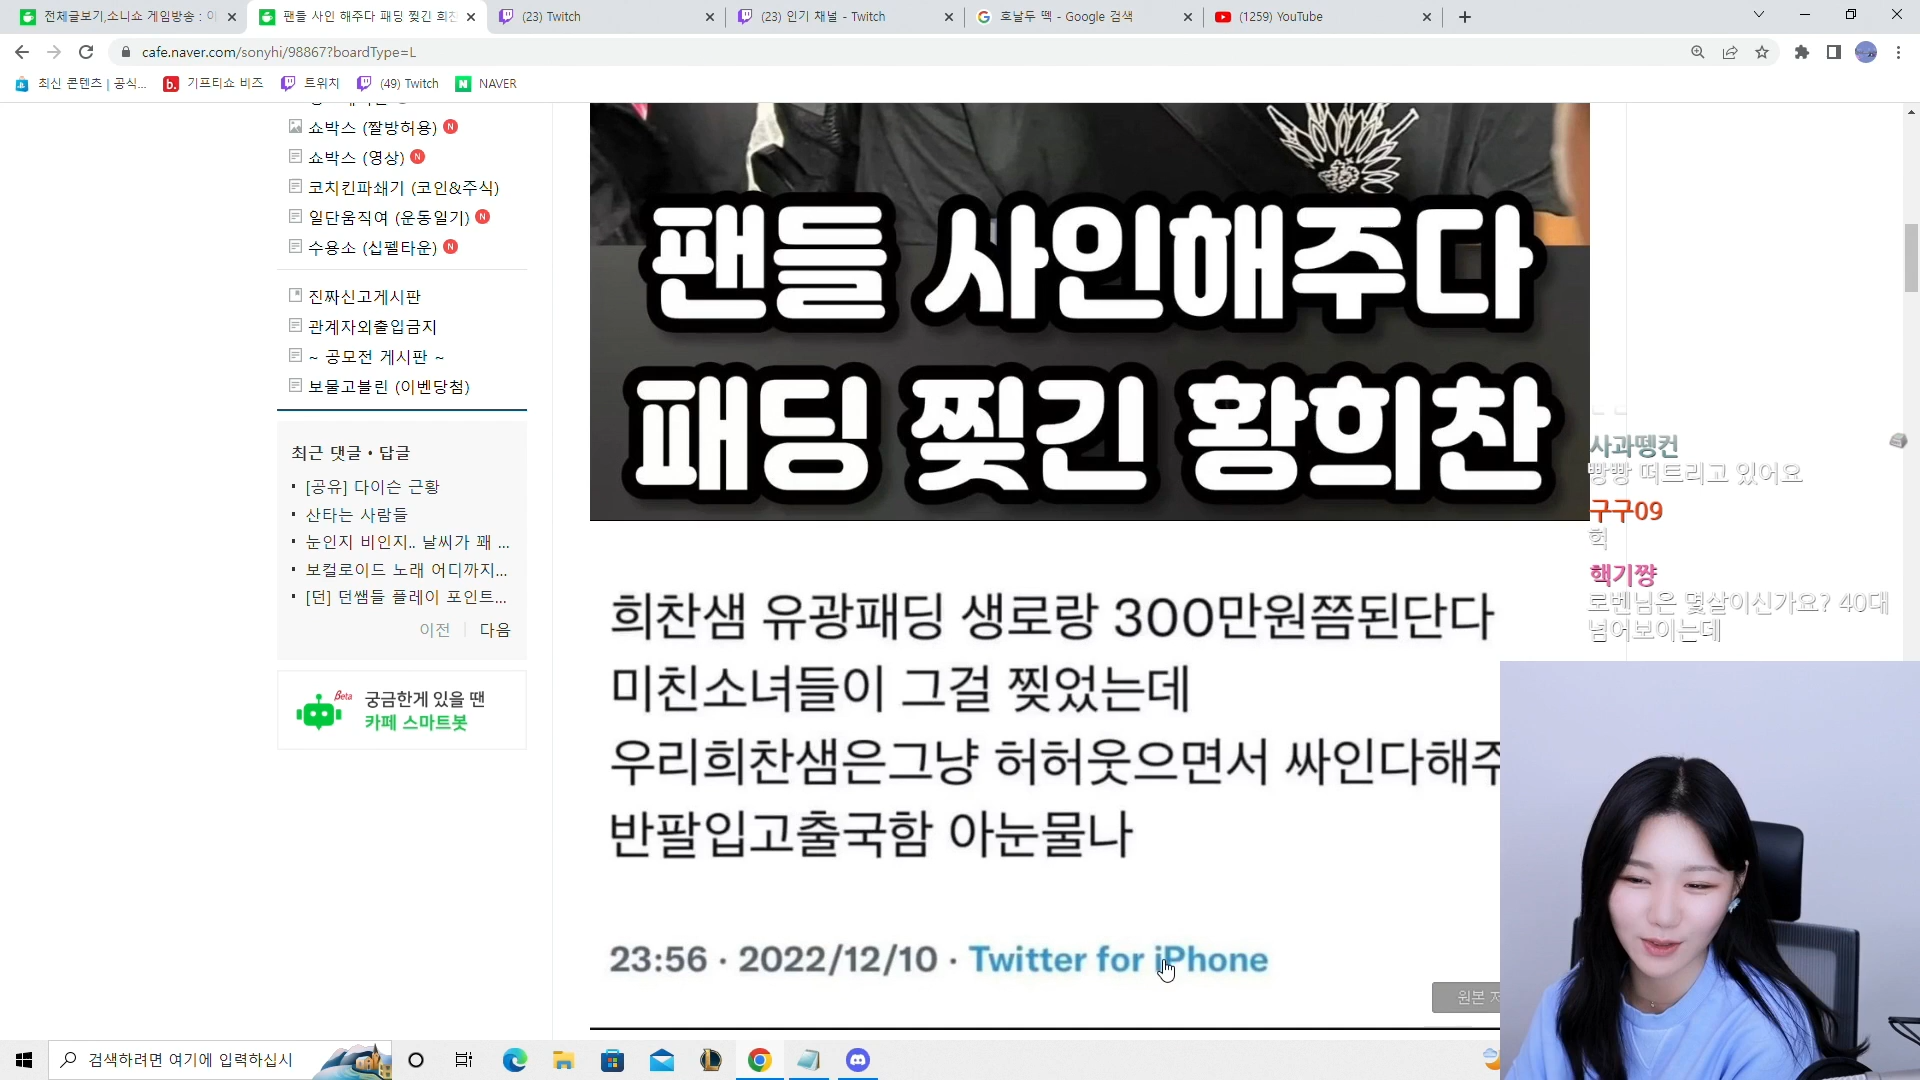 전체글보기,소니쇼 게임방송 : 이
팬들 사인 해주다 패딩 찢긴 희찬
(23) Twitch
(23) 인기 채널 - Twitch
호날두 떽 - Google 검색
(1259) YouTube
cafe.naver.com/sonyhi/98867?boardType=L
최신 콘텐츠 | 공식...
b.
기프티쇼 비즈
트위치
(49) Twitch
N
NAVER
쇼박스 (짤방허용) N
쇼박스 (영상) N
코치킨파쇄기 (코인&주식)
일단움직여 (운동일기) N
수용소 (십펠타운) N
진짜신고게시판
관계자외출입금지
~ 공모전 게시판 ~
보물고블린 (이벤당첨)
최근 댓글 • 답글
[공유] 다이슨 근황
산타는 사람들
눈인지 비인지.. 날씨가 꽤 ...
보컬로이드 노래 어디까지...
[던] 던쌤들 플레이 포인트...
이전
다음
Beta
궁금한게 있을 땐
카페 스마트봇
팬들 사인해주다
패딩 찢긴 황희찬
희찬샘 유광패딩 생로랑 300만원쯤된단다
미친소녀들이 그걸 찢었는데
우리희찬샘은그냥 허허웃으면서 싸인다해주
반팔입고출국함 아눈물나
23:56 · 2022/12/10 · Twitter for iPhone
원본
사과뗑컨
빵빵 떠트리고 있어요
구구09
헉
핵기쨩
로벤님은 몇살이신가요? 40대
넘어보이는데
검색하려면 여기에 입력하십시